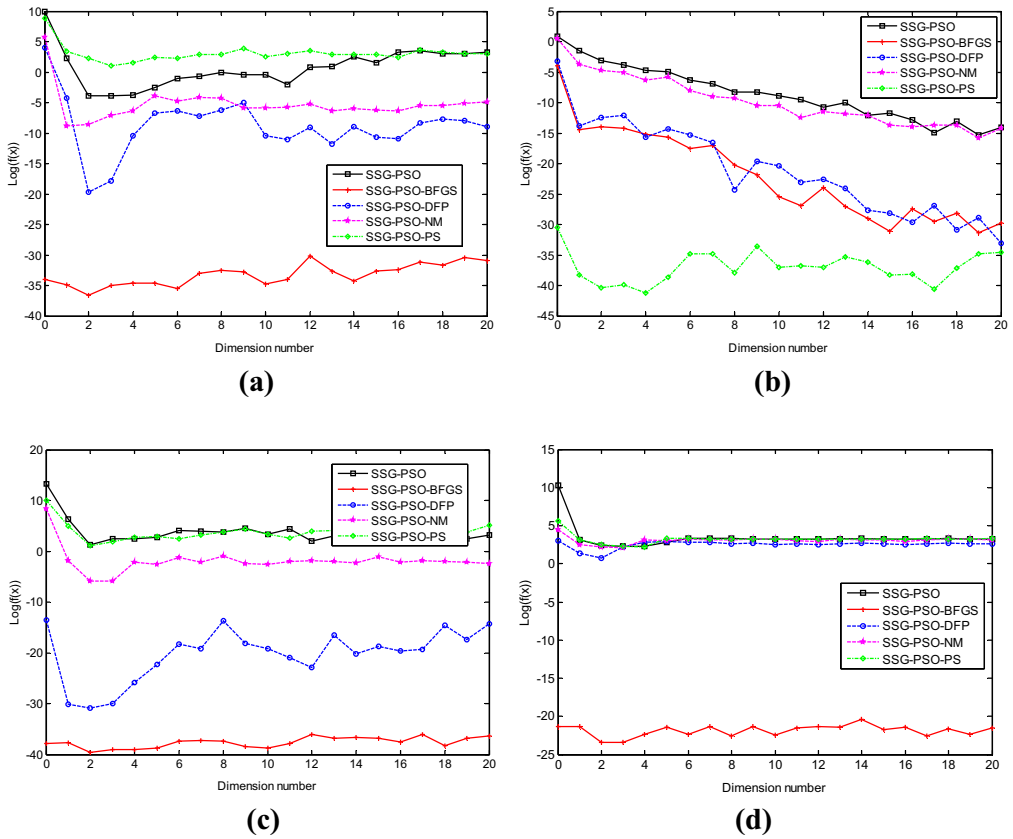 10
5
0
-5
-10
-15
-20
-25
-30
-35
-40
Log(f(x))
SSG-PSO
SSG-PSO-BFGS
SSG-PSO-DFP
SSG-PSO-NM
SSG-PSO-PS
0 2 4 6 8 10 12 14 16 18 20
Dimension number
(a)
5
0
-5
-10
-15
-20
-25
-30
-35
-40
-45
Log(f(x))
SSG-PSO
SSG-PSO-BFGS
SSG-PSO-DFP
SSG-PSO-NM
SSG-PSO-PS
0 2 4 6 8 10 12 14 16 18 20
Dimension number
(b)
20
10
0
-10
-20
-30
-40
Log(f(x))
SSG-PSO
SSG-PSO-BFGS
SSG-PSO-DFP
SSG-PSO-NM
SSG-PSO-PS
0 2 4 6 8 10 12 14 16 18 20
Dimension number
(c)
15
10
5
0
-5
-10
-15
-20
-25
Log(f(x))
SSG-PSO
SSG-PSO-BFGS
SSG-PSO-DFP
SSG-PSO-NM
SSG-PSO-PS
0 2 4 6 8 10 12 14 16 18 20
Dimension number
(d)